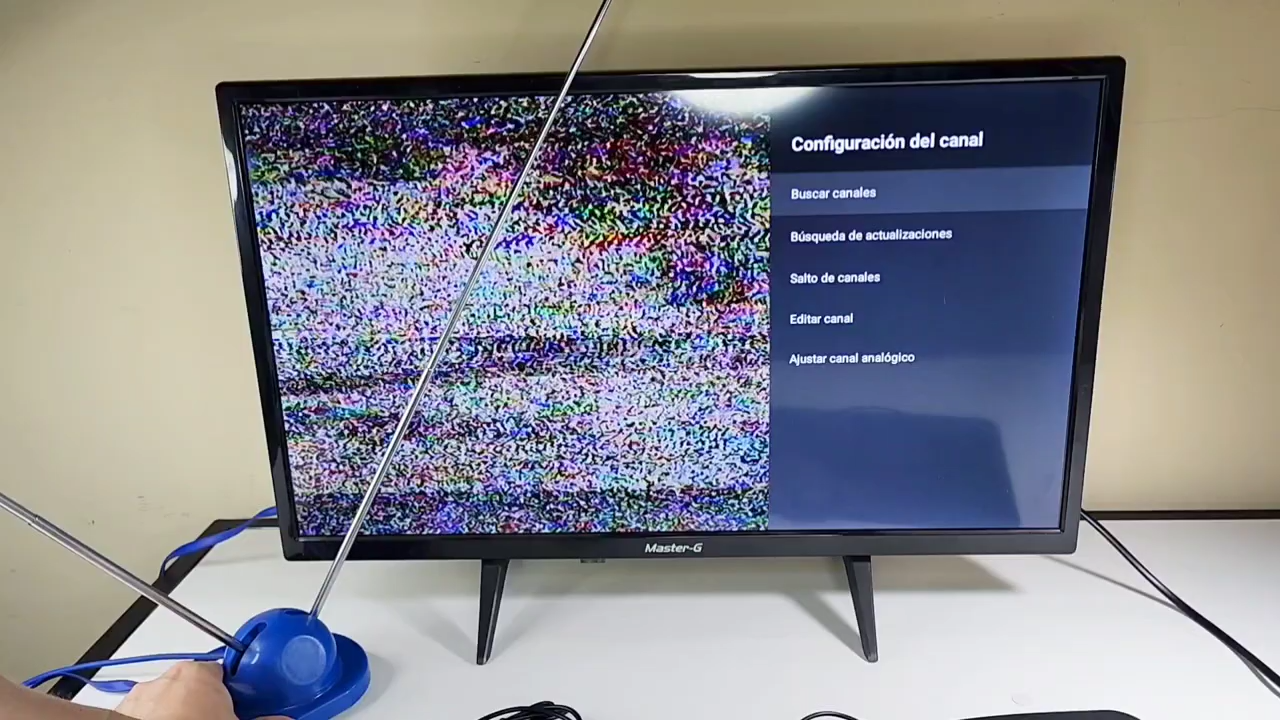 Configuración del canal
Buscar canales
Búsqueda de actualizaciones
Salto de canales
Editar canal
Ajustar canal analógico
Master-G